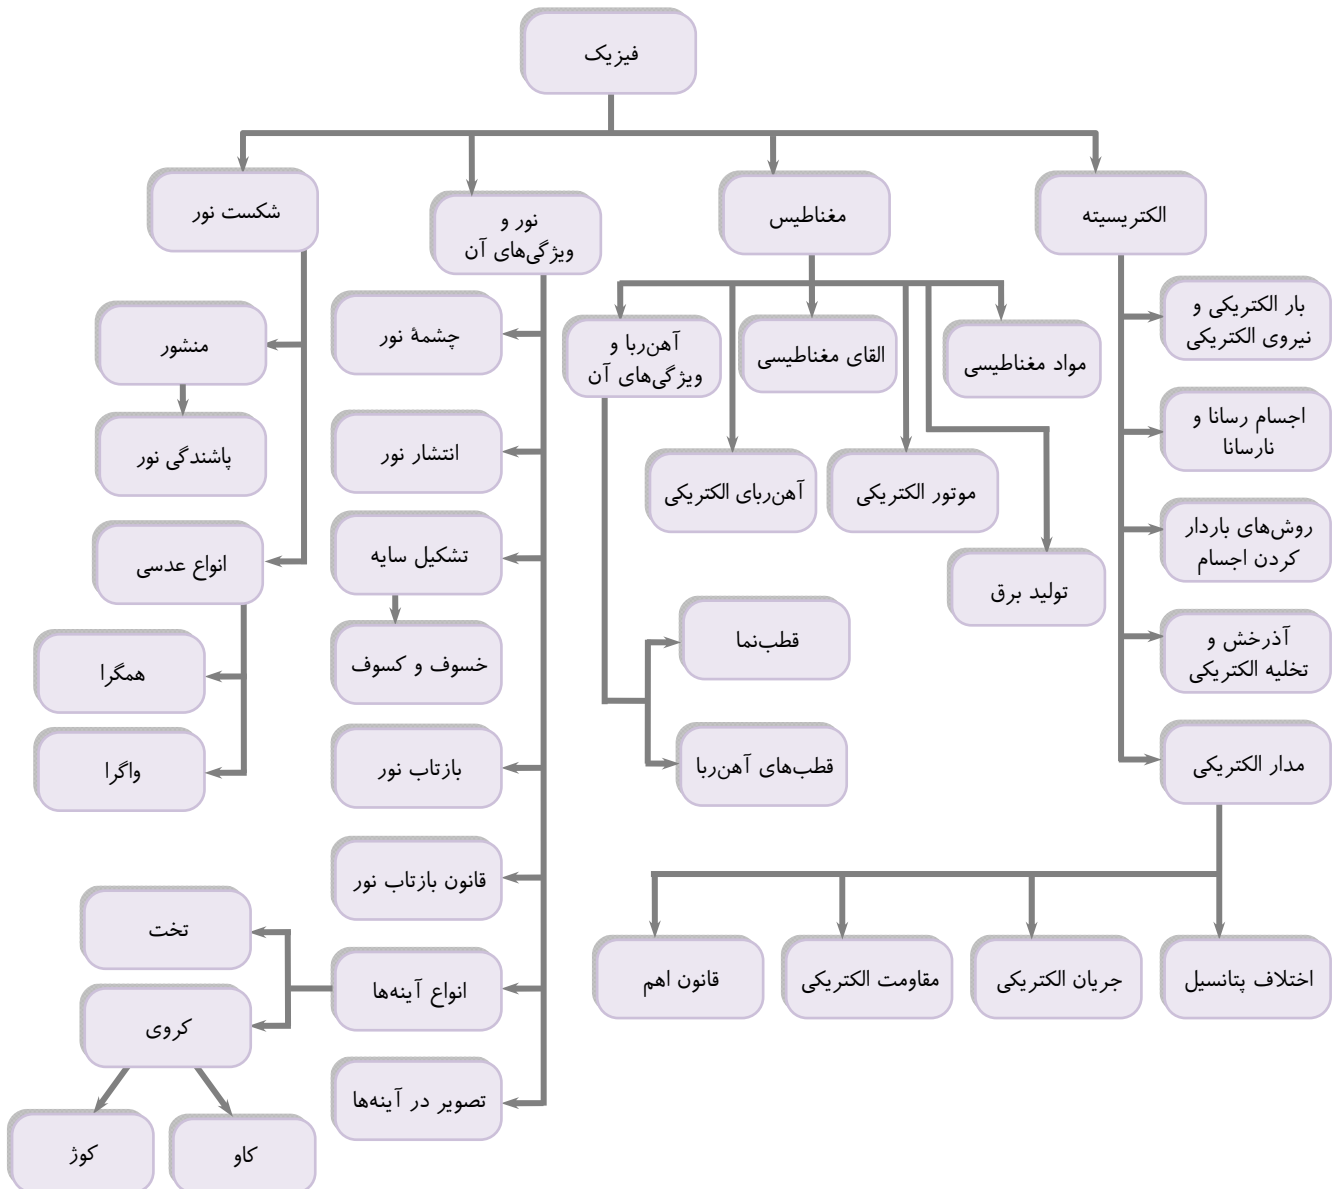 فیزیک
الکتریسیته
بار الکتریکی و
نیروی الکتریکی
اجسام رسانا و
نارسانا
روش‌های باردار
کردن اجسام
آذرخش و
تخلیه الکتریکی
مدار الکتریکی
اختلاف پتانسیل
جریان الکتریکی
مقاومت الکتریکی
قانون اهم
مغناطیس
مواد مغناطیسی
تولید برق
موتور الکتریکی
القای مغناطیسی
آهن‌ربای الکتریکی
آهن‌ربا و
ویژگی‌های آن
قطب‌نما
قطب‌های آهن‌ربا
نور و
ویژگی‌های آن
چشمهٔ نور
انتشار نور
تشکیل سایه
خسوف و کسوف
بازتاب نور
قانون بازتاب نور
انواع آینه‌ها
تخت
کروی
کاو
کوژ
تصویر در آینه‌ها
شکست نور
منشور
پاشندگی نور
انواع عدسی
همگرا
واگرا